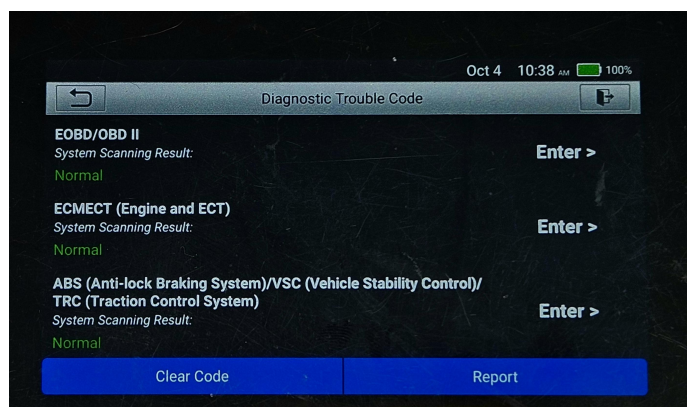 Oct 4 10:38 AM 100%
Diagnostic Trouble Code
EOBD/OBD II
System Scanning Result:
Enter >
Normal
ECMECT (Engine and ECT)
System Scanning Result:
Enter >
Normal
ABS (Anti-lock Braking System)/VSC (Vehicle Stability Control)/
TRC (Traction Control System)
Enter >
System Scanning Result:
Normal
Clear Code
Report